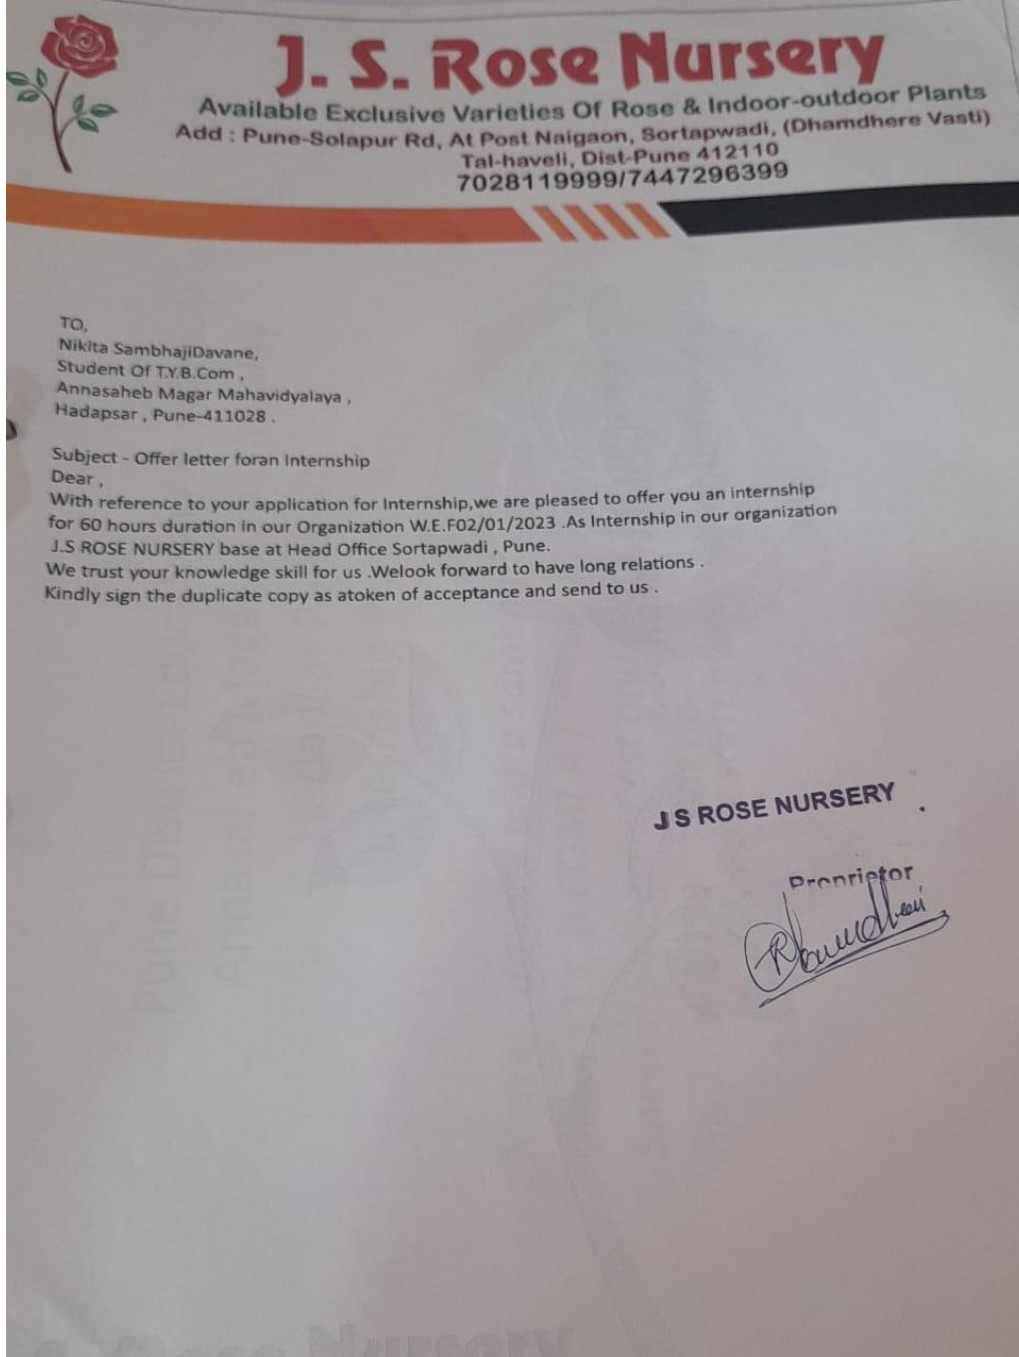 J. S. Rose Nursery
Available Exclusive Varieties Of Rose & Indoor-outdoor Plants
Add : Pune-Solapur Rd, At Post Naigaon, Sortapwadi, (Dhamdhere Vasti)
Tal-haveli, Dist-Pune 412110
7028119999/7447296399
TO,
Nikita SambhajiDavane,
Student Of T.Y.B.Com ,
Annasaheb Magar Mahavidyalaya ,
Hadapsar , Pune-411028 .
Subject - Offer letter foran Internship
Dear ,
With reference to your application for Internship,we are pleased to offer you an internship
for 60 hours duration in our Organization W.E.F02/01/2023 .As Internship in our organization
J.S ROSE NURSERY base at Head Office Sortapwadi , Pune.
We trust your knowledge skill for us .Welook forward to have long relations .
Kindly sign the duplicate copy as atoken of acceptance and send to us .
J S ROSE NURSERY
Proprietor